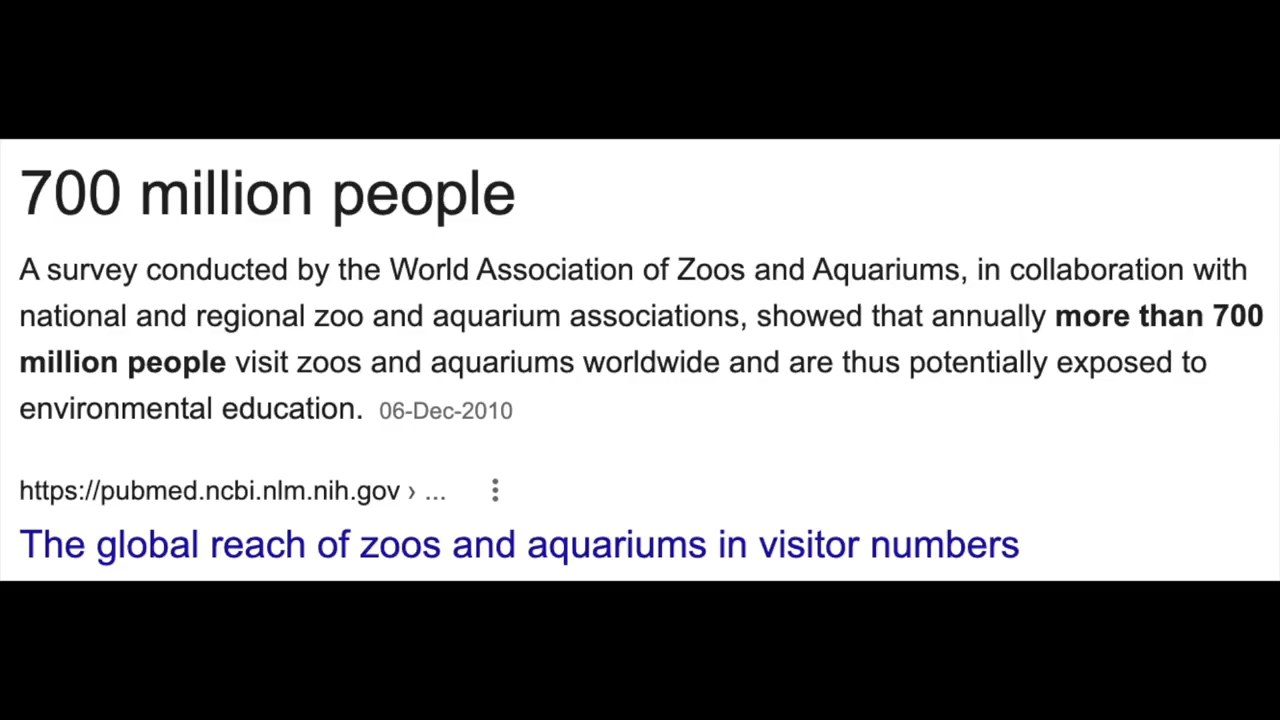 700 million people
A survey conducted by the World Association of Zoos and Aquariums, in collaboration with
national and regional zoo and aquarium associations, showed that annually more than 700
million people visit zoos and aquariums worldwide and are thus potentially exposed to
environmental education. 06-Dec-2010
https://pubmed.ncbi.nlm.nih.gov › ...
The global reach of zoos and aquariums in visitor numbers